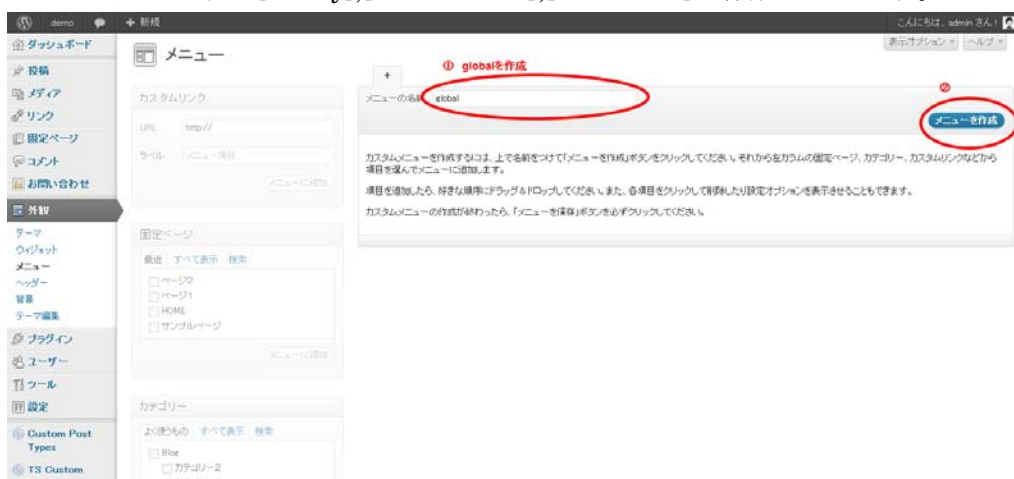 demo
+ 新規
こんにちは, admin さん!
ダッシュボード
投稿
メディア
リンク
固定ページ
コメント
お問い合わせ
外観
テーマ
ウィジェット
メニュー
ヘッダー
背景
テーマ編集
プラグイン
ユーザー
ツール
設定
Custom Post
Types
TS Custom
メニュー
表示オプション
ヘルプ
① globalを作成
②
+
カスタムリンク
URL
http://
ラベル
メニュー項目
メニューに追加
メニューの名前
global
メニューを作成
カスタムメニューを作成するには、上で名前をつけて「メニューを作成」ボタンをクリックしてください。それから左カラムの固定ページ、カテゴリー、カスタムリンクなどから
項目を選んでメニューに追加します。
項目を追加したら、好きな順序にドラッグ&ドロップしてください。また、各項目をクリックして削除したり設定オプションを表示させることもできます。
カスタムメニューの作成が終わったら、「メニューを保存」ボタンを必ずクリックしてください。
固定ページ
最近
すべて表示
検索
ページ2
ページ1
HOME
サンプルページ
メニューに追加
カテゴリー
よく使うもの
すべて表示
検索
Blog
カテゴリー2